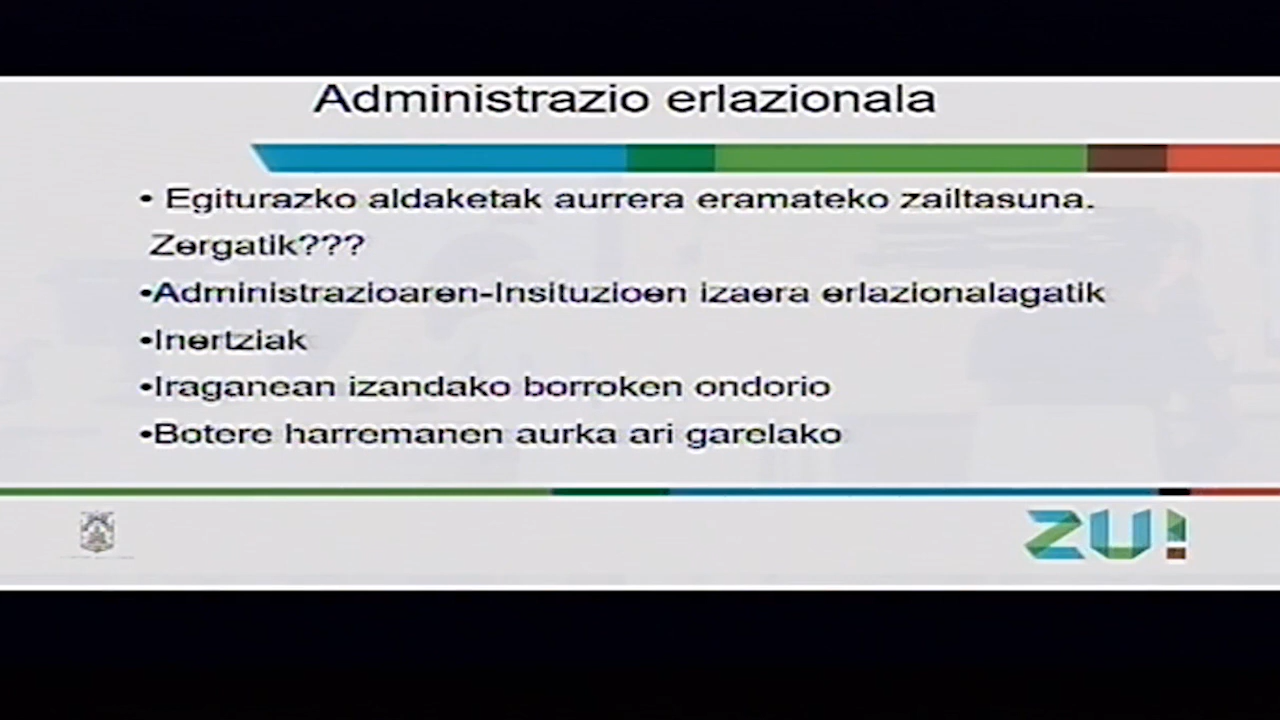 Administrazio erlazionala
• Egiturazko aldaketak aurrera eramateko zailtasuna.
Zergatik???
•Administrazioaren-Insituzioen izaera erlazionalagatik
•Inertziak
•Iraganean izandako borroken ondorio
•Botere harremanen aurka ari garelako
ZU!